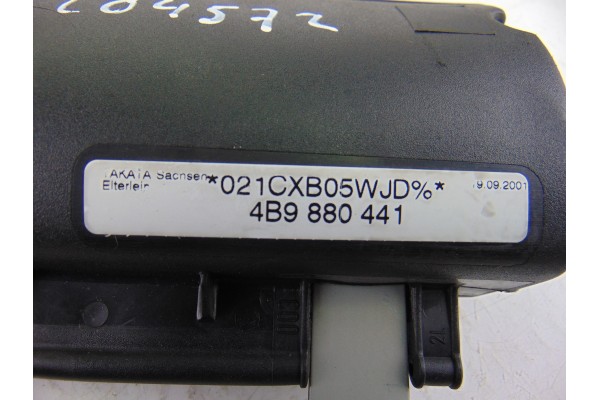 204572
TAKATA Sachsen
Elterlein
*021CXB05WJD%*
19.09.2001
4B9 880 441
2L